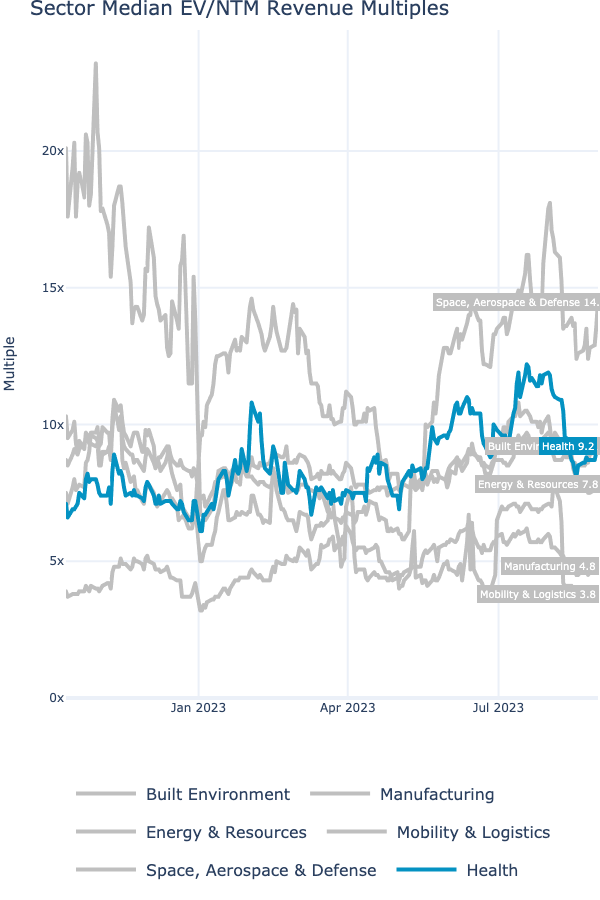 Sector Median EV/NTM Revenue Multiples
20x
15x
10x
5x
0x
Multiple
Space, Aerospace & Defense 14.
Built
Health 9.2
Energy & Resources 7.8
Manufacturing 4.8
Mobility & Logistics 3.8
Jan 2023
Apr 2023
Jul 2023
Built Environment
Manufacturing
Energy & Resources
Mobility & Logistics
Space, Aerospace & Defense
Health